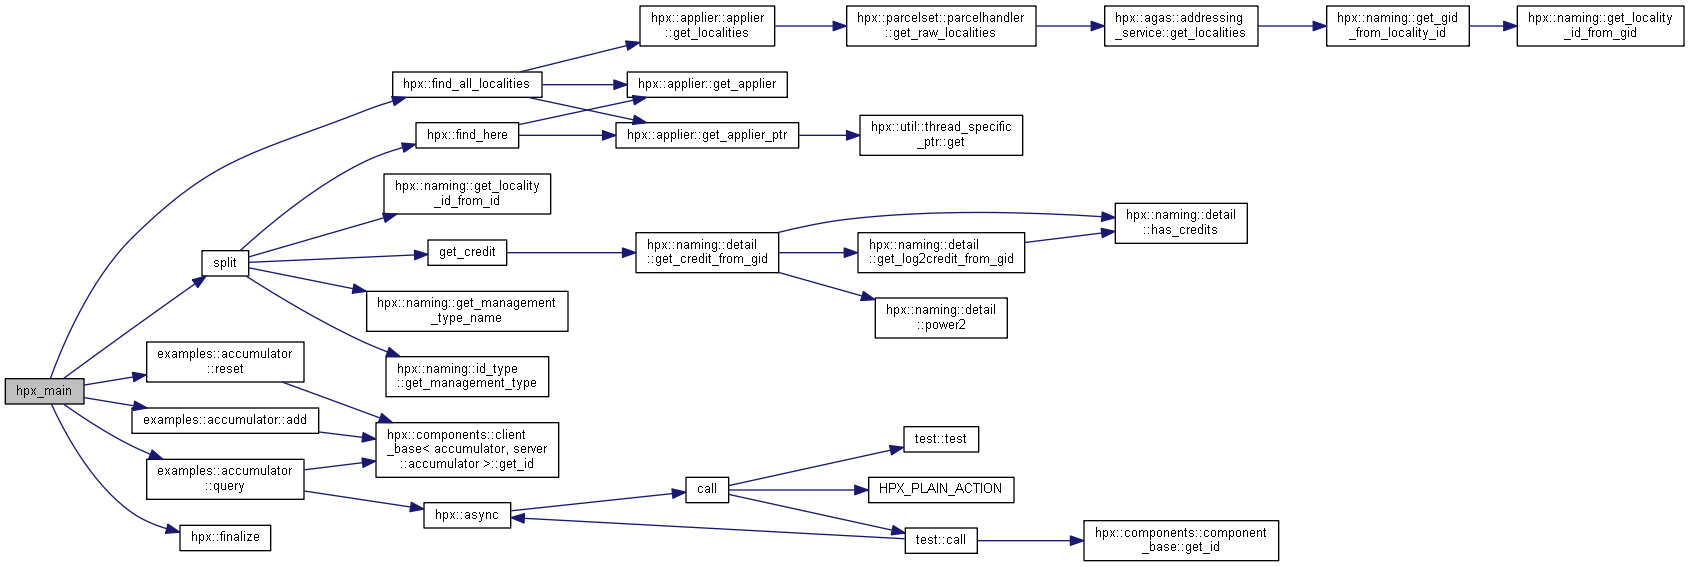 hpx_main
hpx::find_all_localities
split
examples::accumulator
::reset
examples::accumulator::add
examples::accumulator
::query
hpx::finalize
hpx::find_here
hpx::naming::get_locality
_id_from_id
get_credit
hpx::naming::get_management
_type_name
hpx::naming::id_type
::get_management_type
hpx::components::client
_base< accumulator, server
::accumulator >::get_id
hpx::async
hpx::applier::applier
::get_localities
hpx::applier::get_applier
hpx::applier::get_applier_ptr
hpx::naming::detail
::get_credit_from_gid
call
hpx::parcelset::parcelhandler
::get_raw_localities
hpx::util::thread_specific
_ptr::get
hpx::naming::detail
::get_log2credit_from_gid
hpx::naming::detail
::power2
test::test
HPX_PLAIN_ACTION
test::call
hpx::agas::addressing
_service::get_localities
hpx::naming::detail
::has_credits
hpx::components::component
_base::get_id
hpx::naming::get_gid
_from_locality_id
hpx::naming::get_locality
_id_from_gid